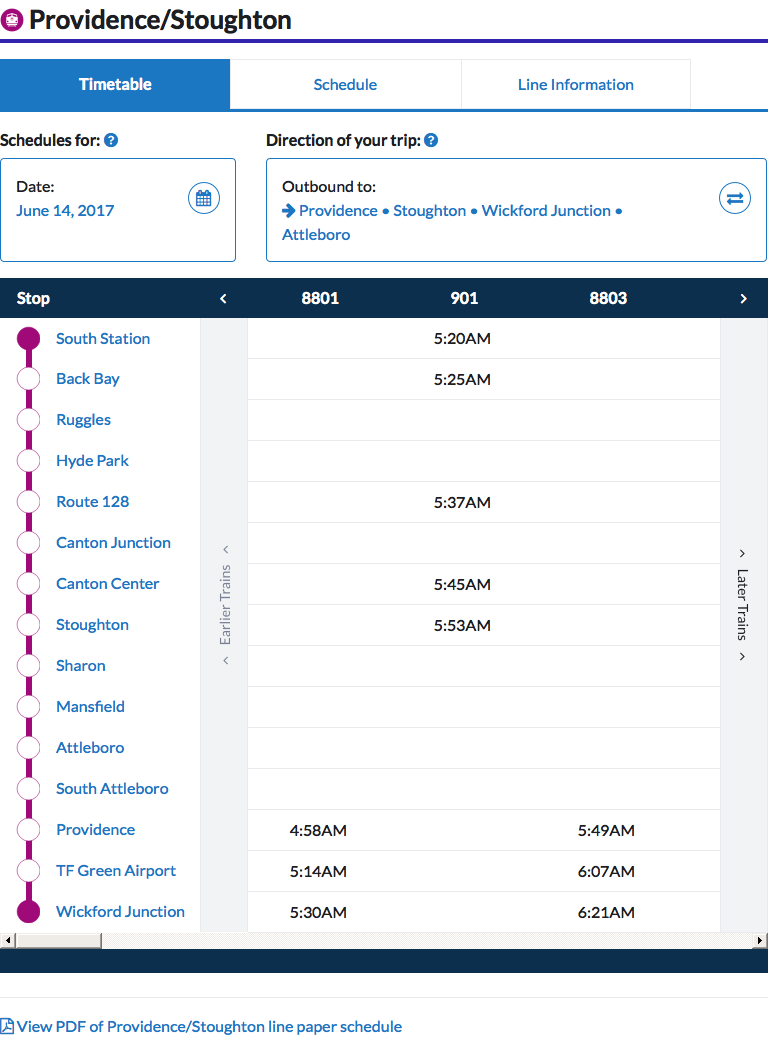 Providence/Stoughton
Timetable Schedule Line Information
Schedules for: ? Direction of your trip: ?
Date:
June 14, 2017
Outbound to:
→ Providence • Stoughton • Wickford Junction •
Attleboro
Stop < 8801 901 8803 >
South Station 5:20AM
Back Bay 5:25AM
Ruggles
Hyde Park
Route 128 5:37AM
Canton Junction
Canton Center 5:45AM
Stoughton 5:53AM
Sharon
Mansfield
Attleboro
South Attleboro
Providence 4:58AM 5:49AM
TF Green Airport 5:14AM 6:07AM
Wickford Junction 5:30AM 6:21AM
< Earlier Trains <
> Later Trains >
View PDF of Providence/Stoughton line paper schedule